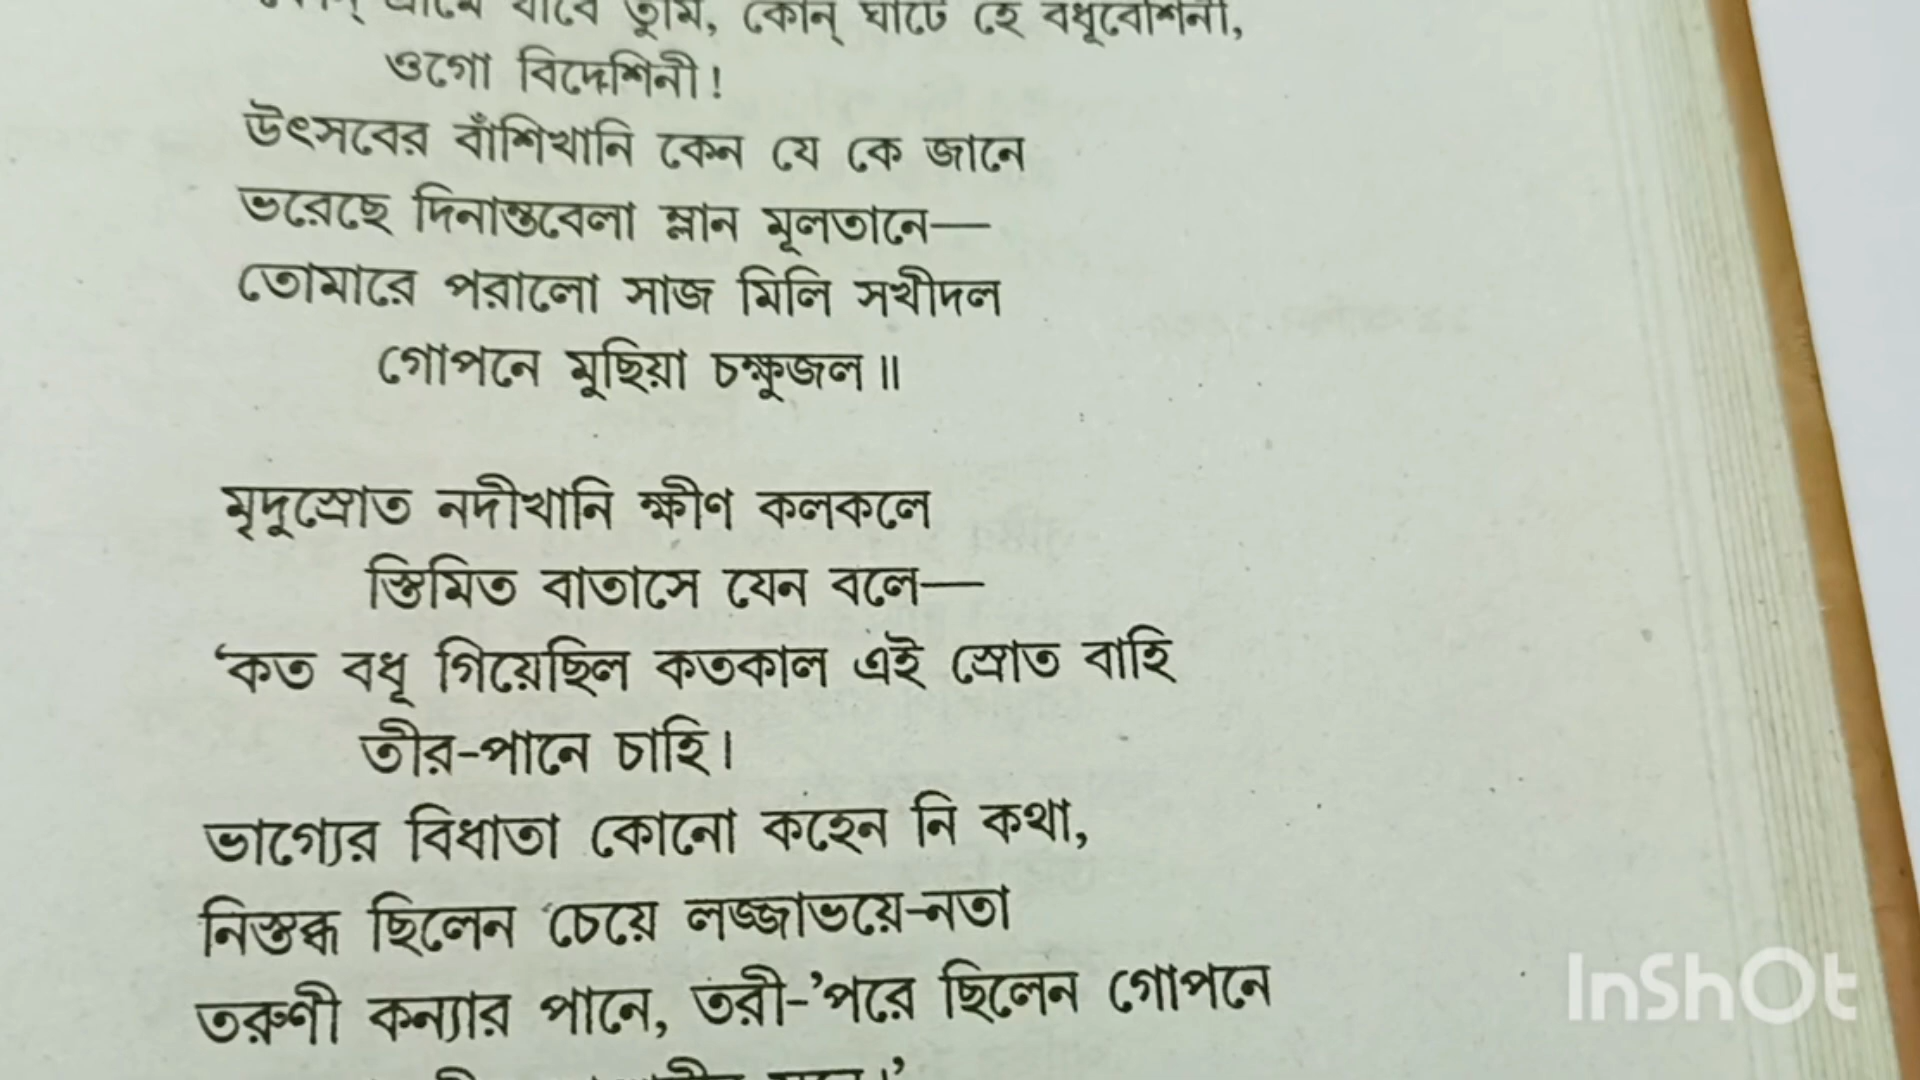 কোন্ গ্রামে যাবে তুমি, কোন্ ঘাটে হে বধূবেশিনী,
ওগো বিদেশিনী!
উৎসবের বাঁশিখানি কেন যে কে জানে
ভরেছে দিনান্তবেলা ম্লান মূলতানে—
তোমারে পরালো সাজ মিলি সখীদল
গোপনে মুছিয়া চক্ষুজল॥
মৃদুস্রোত নদীখানি ক্ষীণ কলকলে
স্তিমিত বাতাসে যেন বলে—
‘কত বধূ গিয়েছিল কতকাল এই স্রোত বাহি
তীর-পানে চাহি।
ভাগ্যের বিধাতা কোনো কহেন নি কথা,
নিস্তব্ধ ছিলেন চেয়ে লজ্জাভয়ে-নতা
তরুণী কন্যার পানে, তরী-’পরে ছিলেন গোপনে
InShOt